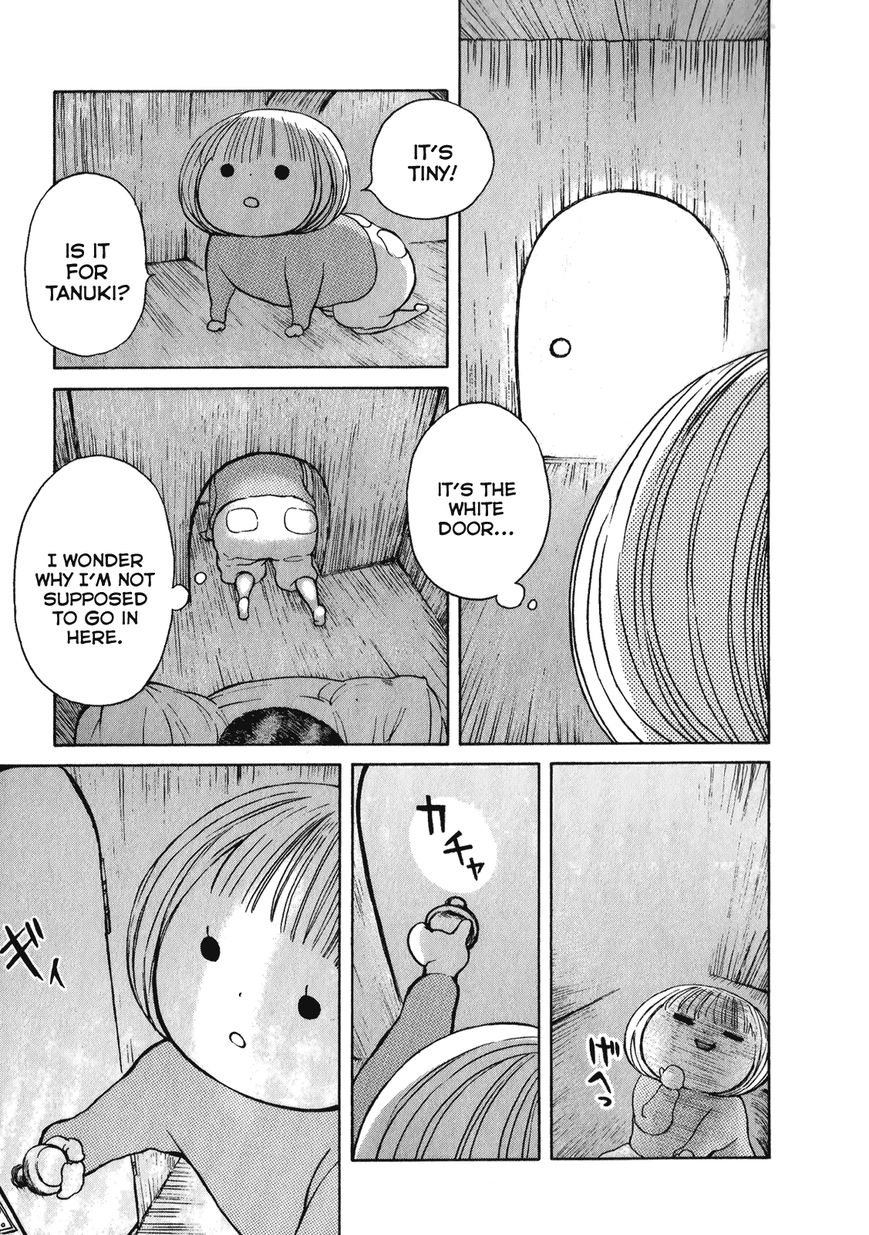 IT'S THE
WHITE
DOOR...
IT'S
TINY!
IS IT
FOR
TANUKI?
I WONDER
WHY I'M NOT
SUPPOSED
TO GO IN
HERE.
げへっ
カチャ
ギィ